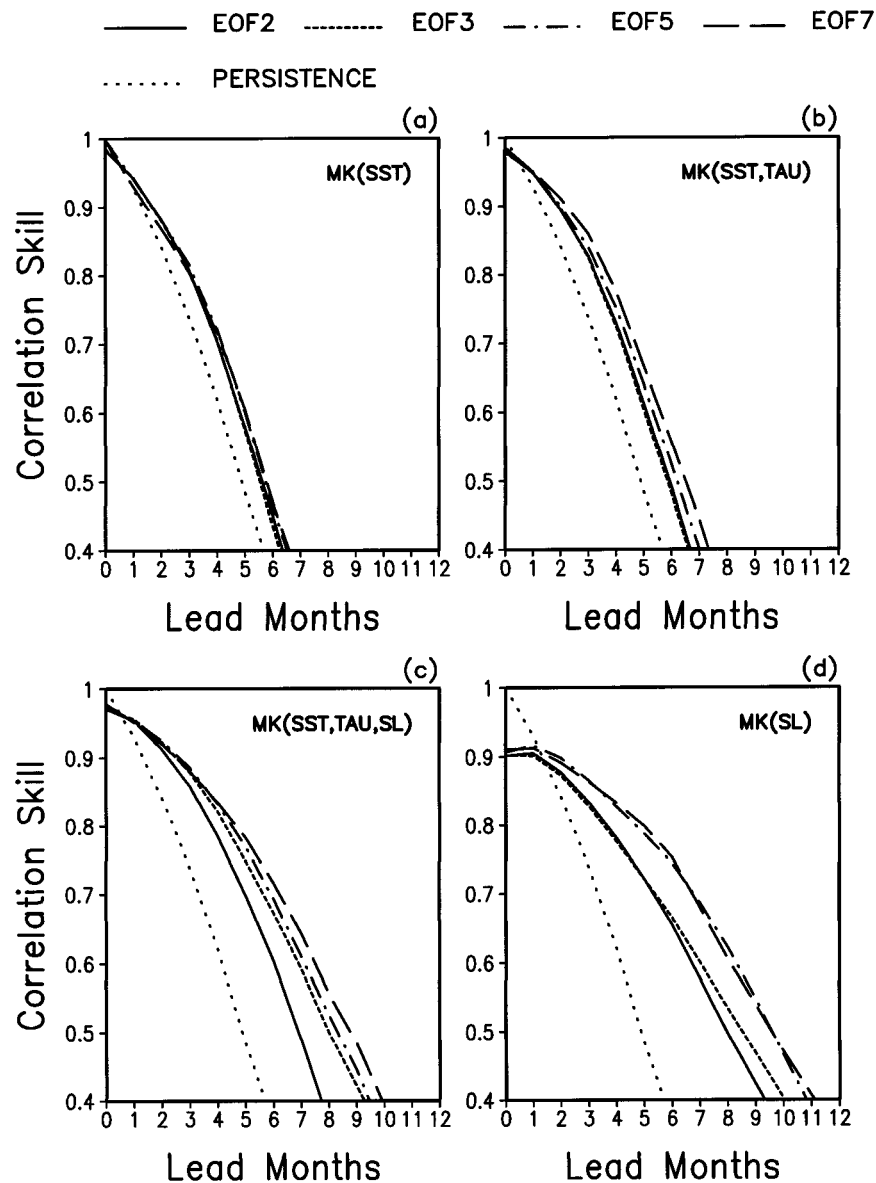 EOF2 EOF3 EOF5 EOF7
PERSISTENCE
(a)
MK(SST)
Correlation Skill
1
0.9
0.8
0.7
0.6
0.5
0.4
0 1 2 3 4 5 6 7 8 9 10 11 12
Lead Months
(b)
MK(SST,TAU)
1
0.9
0.8
0.7
0.6
0.5
0.4
0 1 2 3 4 5 6 7 8 9 10 11 12
Lead Months
(c)
MK(SST,TAU,SL)
Correlation Skill
1
0.9
0.8
0.7
0.6
0.5
0.4
0 1 2 3 4 5 6 7 8 9 10 11 12
Lead Months
(d)
MK(SL)
1
0.9
0.8
0.7
0.6
0.5
0.4
0 1 2 3 4 5 6 7 8 9 10 11 12
Lead Months